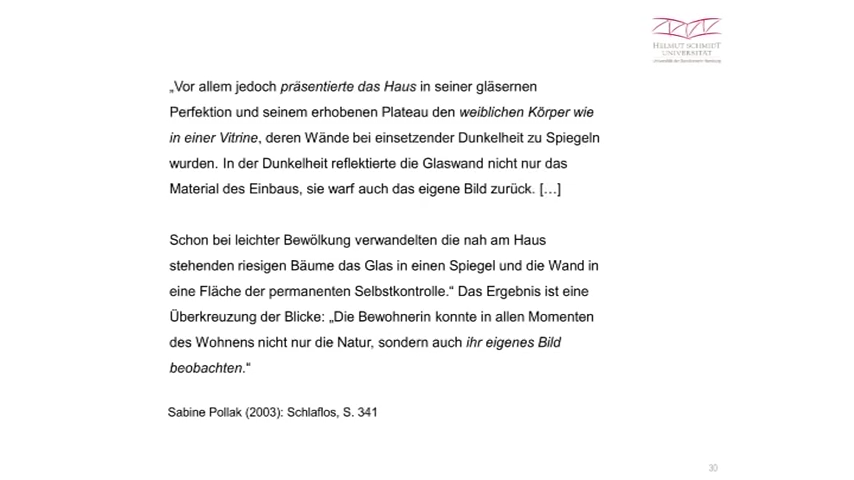 HELMUT SCHMIDT
UNIVERSITÄT
Universität der Bundeswehr Hamburg
„Vor allem jedoch präsentierte das Haus in seiner gläsernen
Perfektion und seinem erhobenen Plateau den weiblichen Körper wie
in einer Vitrine, deren Wände bei einsetzender Dunkelheit zu Spiegeln
wurden. In der Dunkelheit reflektierte die Glaswand nicht nur das
Material des Einbaus, sie warf auch das eigene Bild zurück. […]
Schon bei leichter Bewölkung verwandelten die nah am Haus
stehenden riesigen Bäume das Glas in einen Spiegel und die Wand in
eine Fläche der permanenten Selbstkontrolle.“ Das Ergebnis ist eine
Überkreuzung der Blicke: „Die Bewohnerin konnte in allen Momenten
des Wohnens nicht nur die Natur, sondern auch ihr eigenes Bild
beobachten.“
Sabine Pollak (2003): Schlaflos, S. 341
30